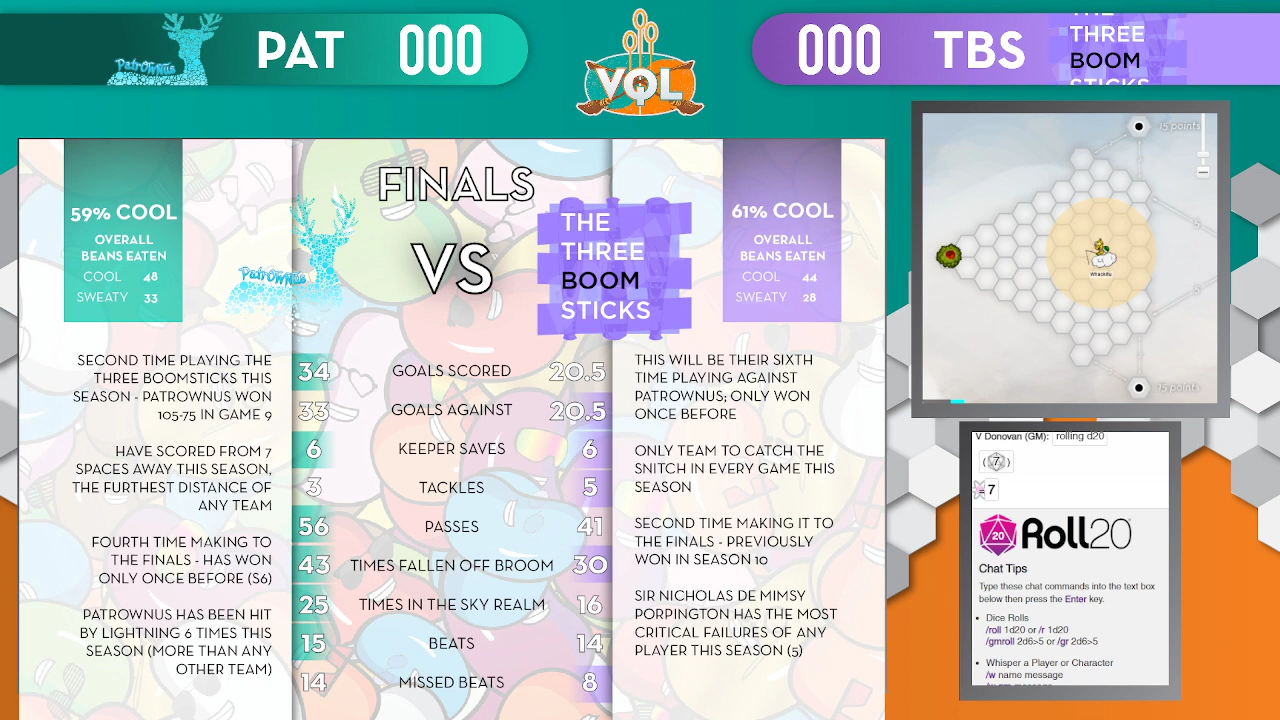 PatrOWNus
PAT 000
VQL
000 TBS
THE
THREE
BOOM
STICKS
59% COOL
OVERALL
BEANS EATEN
COOL 48
SWEATY 33
FINALS
VS
PatrOWNus
THE
THREE
BOOM
STICKS
61% COOL
OVERALL
BEANS EATEN
COOL 44
SWEATY 28
SECOND TIME PLAYING THE
THREE BOOMSTICKS THIS
SEASON - PATROWNUS WON
105-75 IN GAME 9
HAVE SCORED FROM 7
SPACES AWAY THIS SEASON,
THE FURTHEST DISTANCE OF
ANY TEAM
FOURTH TIME MAKING TO
THE FINALS - HAS WON
ONLY ONCE BEFORE (S6)
PATROWNUS HAS BEEN HIT
BY LIGHTNING 6 TIMES THIS
SEASON (MORE THAN ANY
OTHER TEAM)
34 GOALS SCORED 20.5
33 GOALS AGAINST 20.5
6 KEEPER SAVES 6
3 TACKLES 5
56 PASSES 41
43 TIMES FALLEN OFF BROOM 30
25 TIMES IN THE SKY REALM 16
15 BEATS 14
14 MISSED BEATS 8
THIS WILL BE THEIR SIXTH
TIME PLAYING AGAINST
PATROWNUS; ONLY WON
ONCE BEFORE
ONLY TEAM TO CATCH THE
SNITCH IN EVERY GAME THIS
SEASON
SECOND TIME MAKING IT TO
THE FINALS - PREVIOUSLY
WON IN SEASON 10
SIR NICHOLAS DE MIMSY
PORPINGTON HAS THE MOST
CRITICAL FAILURES OF ANY
PLAYER THIS SEASON (5)
15 points
5
5
Whackitu
15 points
V Donovan (GM): rolling d20
(7)
=7
20
Roll20
Chat Tips
Type these chat commands into the text box
below then press the Enter key.
• Dice Rolls
/roll 1d20 or /r 1d20
/gmroll 2d6>5 or /gr 2d6>5
• Whisper a Player or Character
/w name message